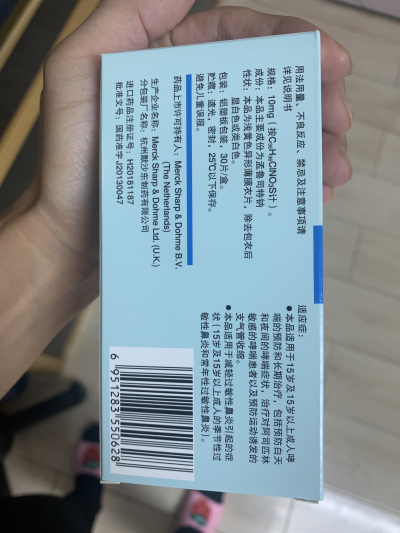 用法用量、不良反应、禁忌及注意事项请
详见说明书
规格：10mg（按C₃₅H₃₆ClNO₃S计）。
成份：本品主要成份为孟鲁司特钠
性状：本品为浅黄色异形薄膜衣片，除去包衣后
显白色或类白色。
包装：铝塑板包装，30片/盒。
贮藏：遮光，密封，25℃以下保存。
避免儿童误服。
药品上市许可持有人：Merck Sharp & Dohme B.V.
(The Netherlands)
生产企业名称：Merck Sharp & Dohme Ltd. (U.K.)
分包装厂名称：杭州默沙东制药有限公司
进口药品注册证号：H20181187
批准文号：国药准字J20130047
适应症：
●本品适用于15岁及15岁以上成人哮
喘的预防和长期治疗，包括预防白天
和夜间的哮喘症状，治疗对阿司匹林
敏感的哮喘患者以及预防运动诱发的
支气管收缩。
●本品适用于减轻过敏性鼻炎引起的症
状（15岁及15岁以上成人的季节性过
敏性鼻炎和常年性过敏性鼻炎）。
6 951283 550628